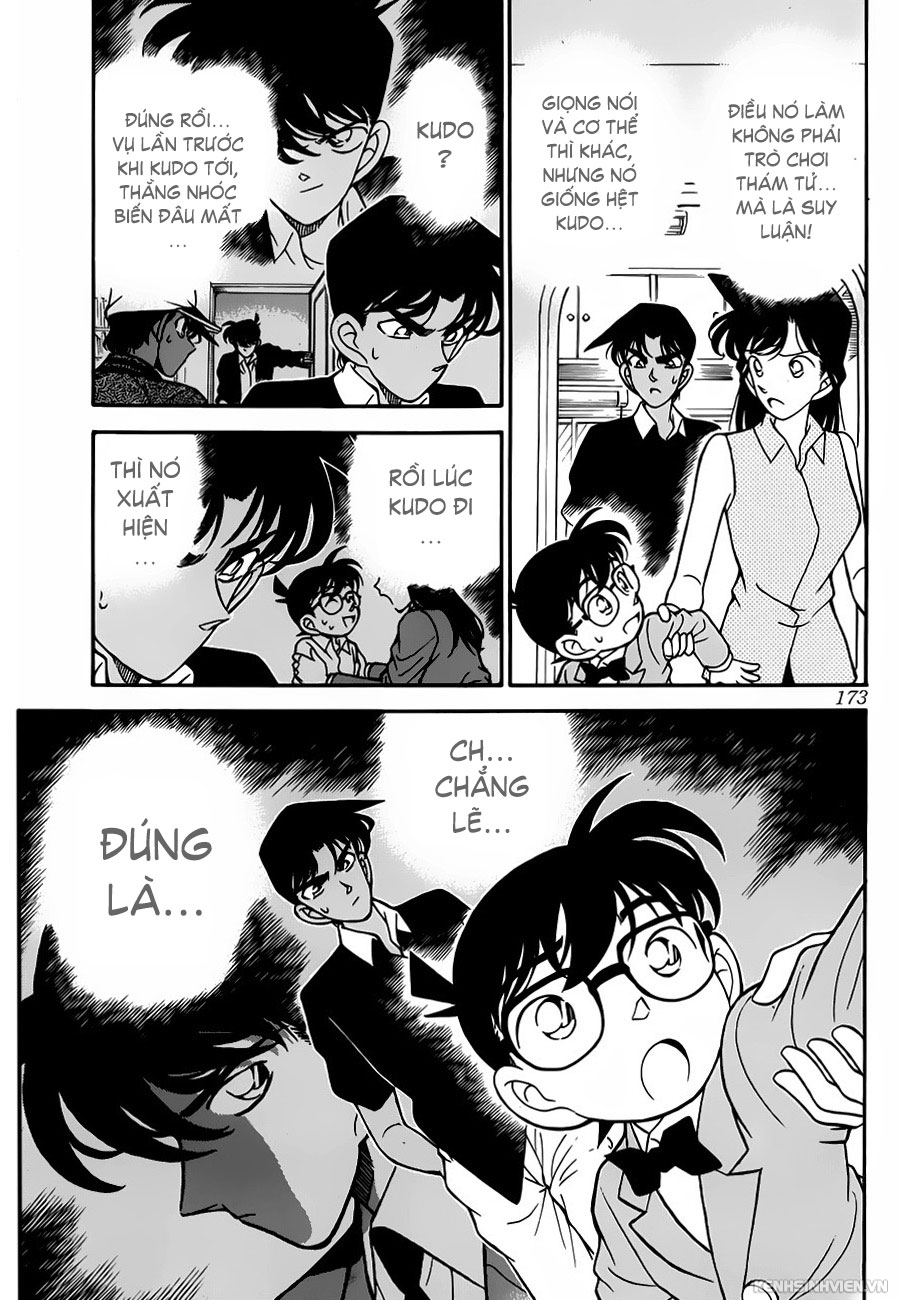 ĐIỀU NÓ LÀM
KHÔNG PHẢI
TRÒ CHƠI
THÁM TỬ...
MÀ LÀ SUY
LUẬN!
GIỌNG NÓI
VÀ CƠ THỂ
THÌ KHÁC,
NHƯNG NÓ
GIỐNG HỆT
KUDO...
KUDO
?
ĐÚNG RỒI...
VỤ LẦN TRƯỚC
KHI KUDO TỚI,
THẰNG NHÓC
BIẾN ĐÂU MẤT
...
RỒI LÚC
KUDO ĐI
...
THÌ NÓ
XUẤT
HIỆN
...
173
CH...
CHẲNG
LẼ...
ĐÚNG
LÀ...
KENHSINHVIEN.VN